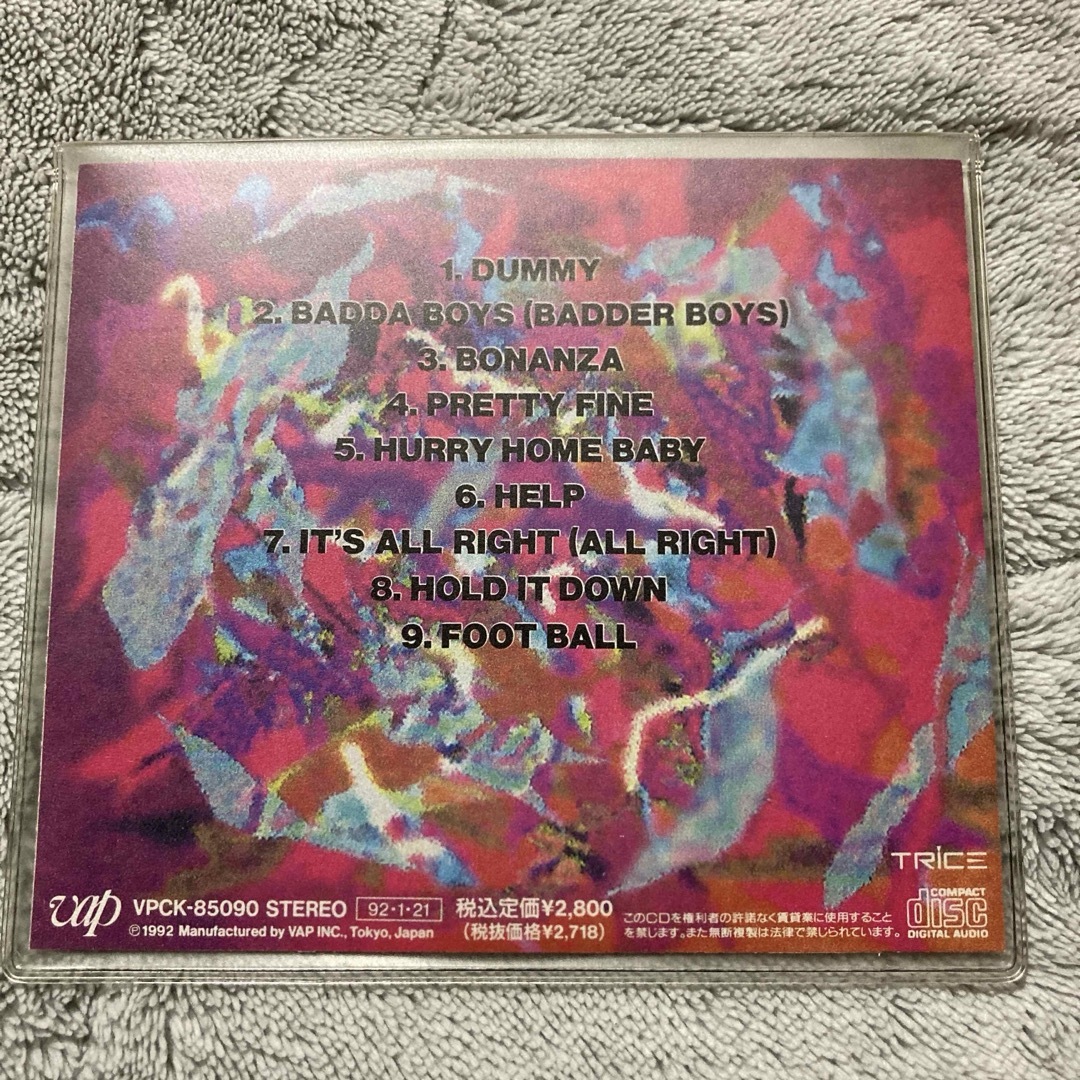 1. DUMMY
2. BADDA BOYS (BADDER BOYS)
3. BONANZA
4. PRETTY FINE
5. HURRY HOME BABY
6. HELP
7. IT'S ALL RIGHT (ALL RIGHT)
8. HOLD IT DOWN
9. FOOT BALL
TRICE
vap VPCK-85090 STEREO 92・1・21 税込定価¥2,800
(税抜価格¥2,718)
Ⓟ1992 Manufactured by VAP INC., Tokyo, Japan
このCDを権利者の許諾なく賃貸業に使用すること
を禁じます。また無断複製は法律で禁じられています。
COMPACT
disc
DIGITAL AUDIO